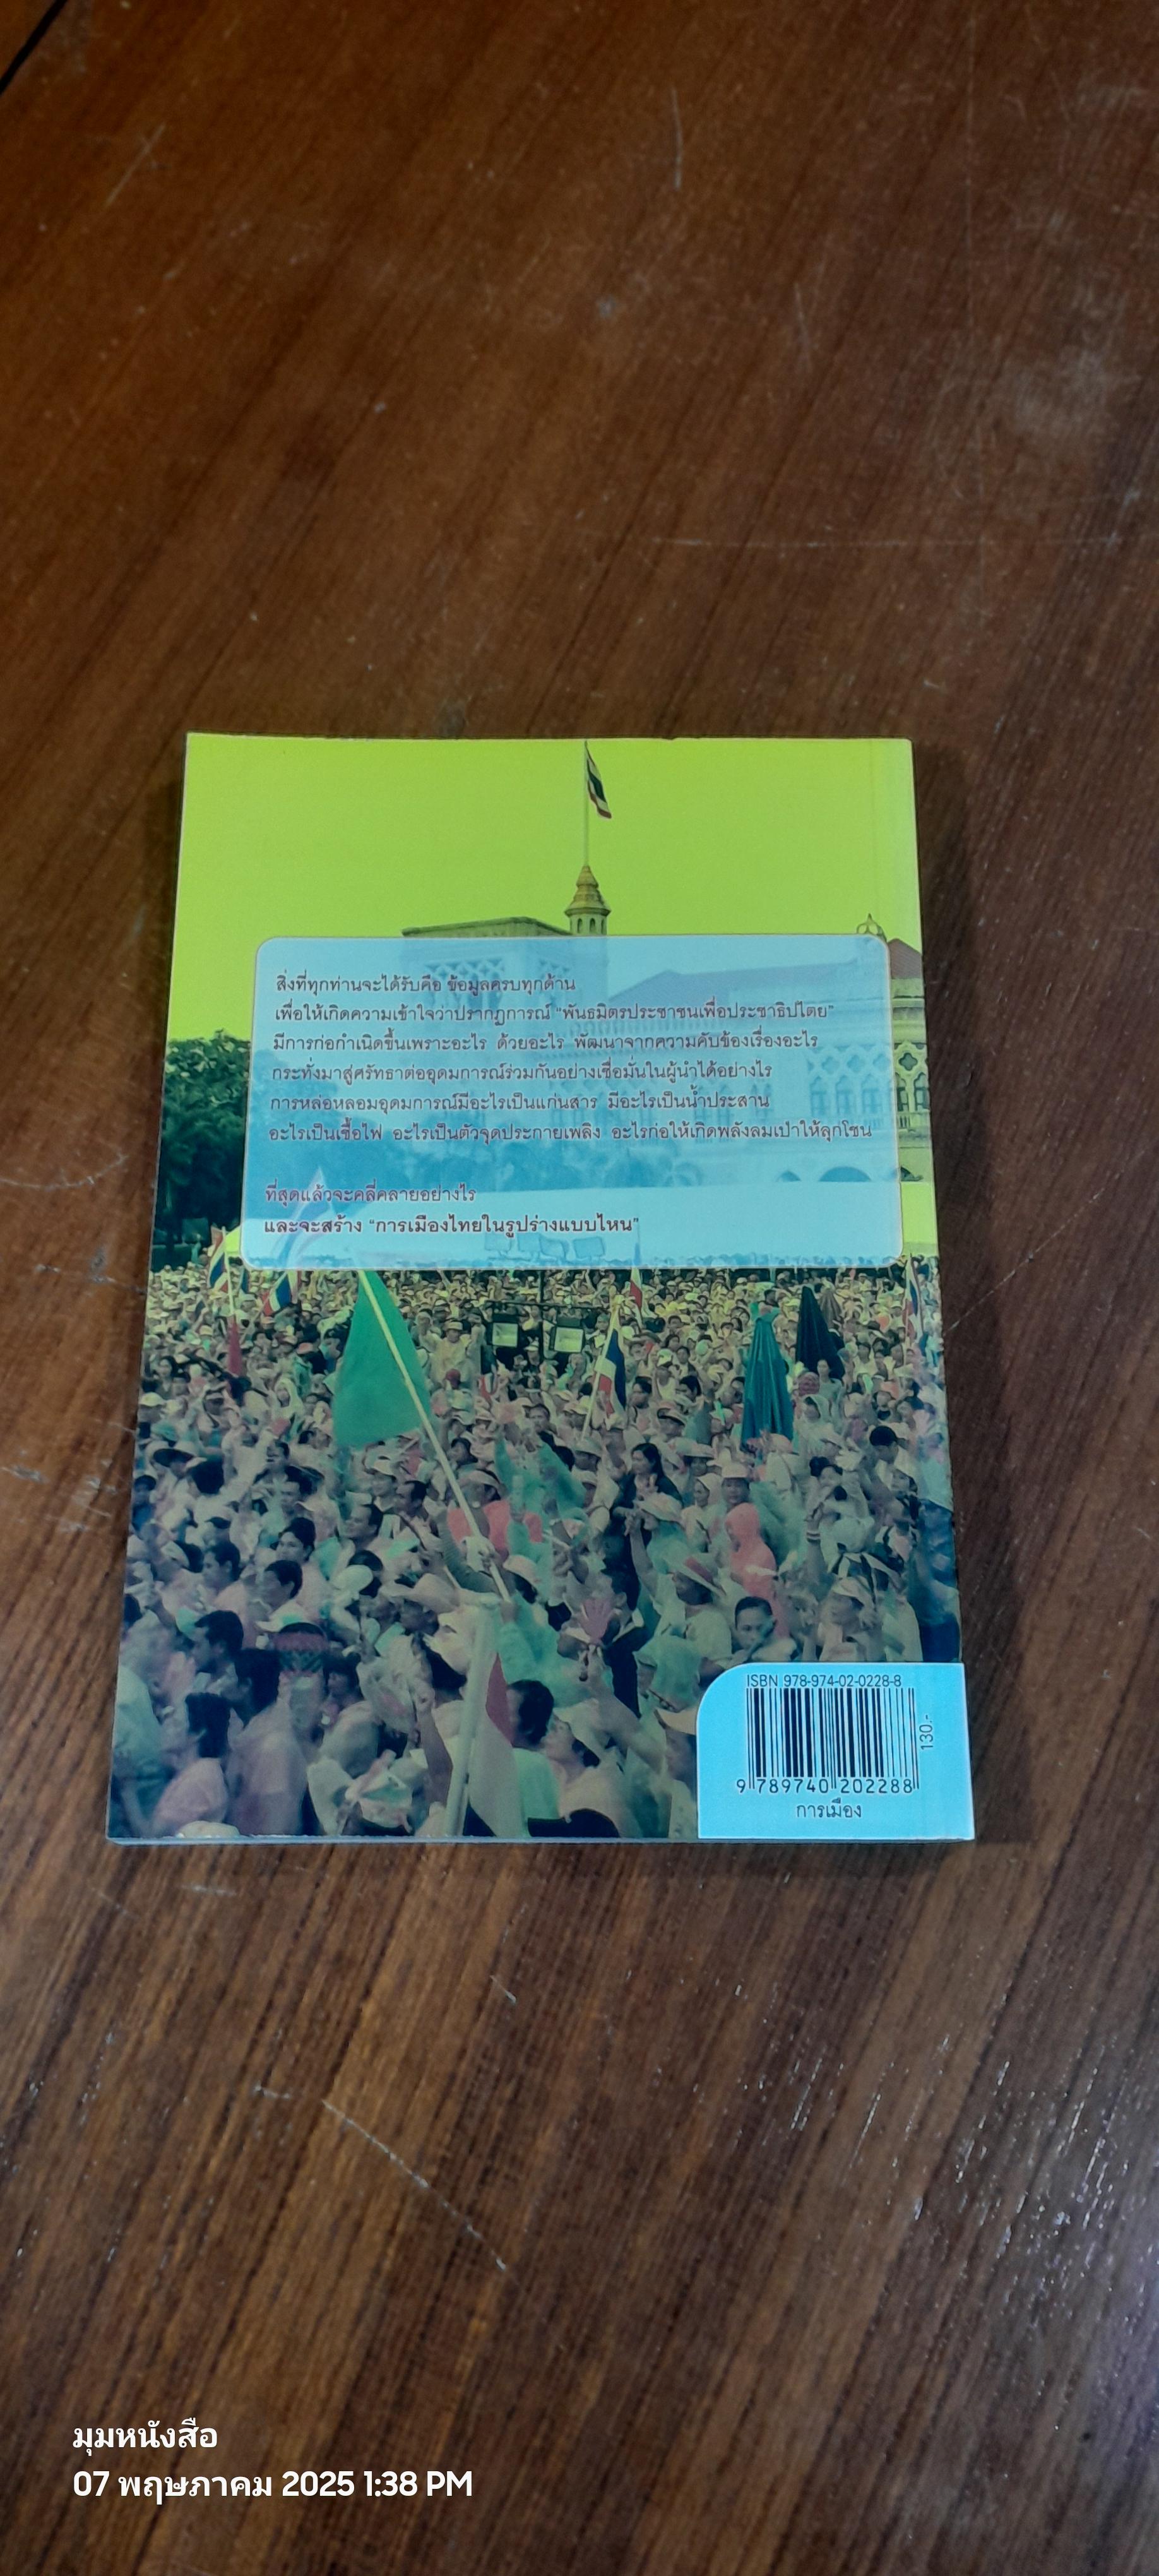 สิ่งที่ทุกท่านจะได้รับคือ ข้อมูลครบทุกด้าน
เพื่อให้เกิดความเข้าใจว่าปรากฏการณ์ “พันธมิตรประชาชนเพื่อประชาธิปไตย”
มีการก่อกำเนิดขึ้นเพราะอะไร ด้วยอะไร พัฒนาจากความคับข้องเรื่องอะไร
กระทั่งมาสู่ศรัทธาต่ออุดมการณ์ร่วมกันอย่างเชื่อมั่นในผู้นำได้อย่างไร
การหล่อหลอมอุดมการณ์มีอะไรเป็นแก่นสาร มีอะไรเป็นน้ำประสาน
อะไรเป็นเชื้อไฟ อะไรเป็นตัวจุดประกายเพลิง อะไรก่อให้เกิดพลังลมเป่าให้ลุกโชน
ที่สุดแล้วจะคลี่คลายอย่างไร
และจะสร้าง “การเมืองไทยในรูปร่างแบบไหน”
ISBN 978-974-02-0228-8
130.-
9 789740 202288
การเมือง
มุมหนังสือ
07 พฤษภาคม 2025 1:38 PM